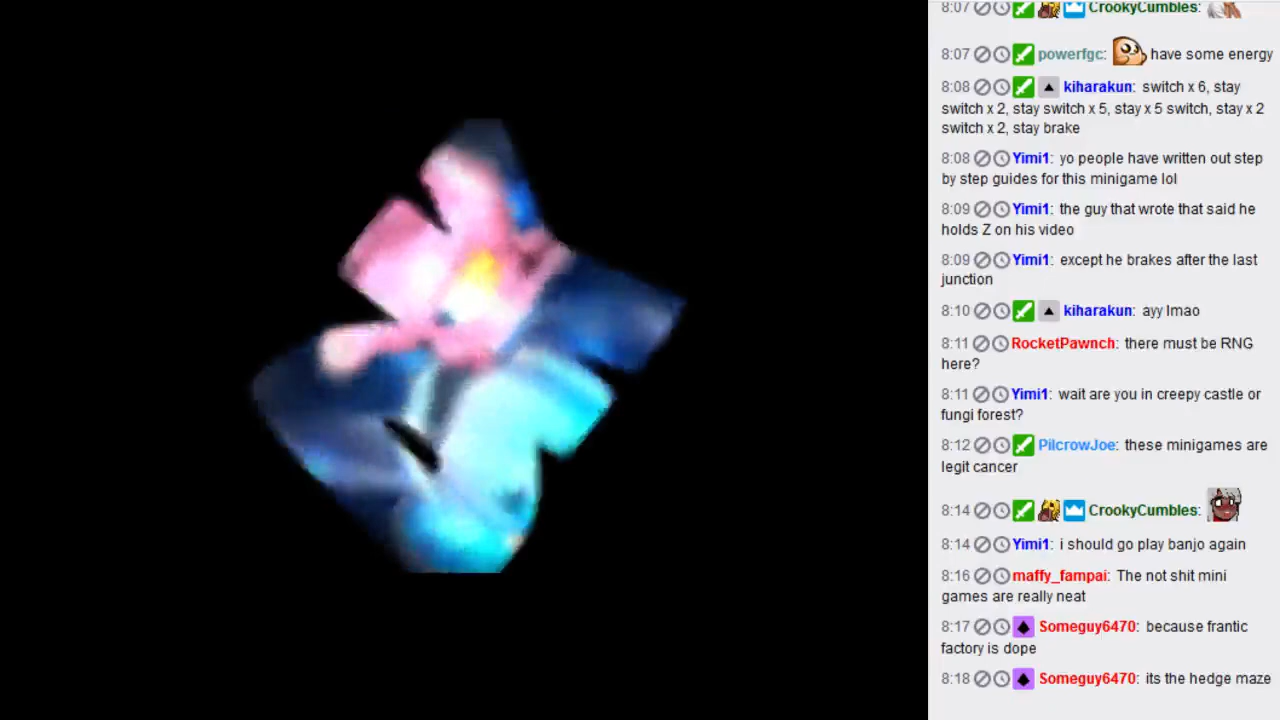 8:07 CrookyCumbles:
8:07 powerfgc: have some energy
8:08 kiharakun: switch x 6, stay
switch x 2, stay switch x 5, stay x 5 switch, stay x 2
switch x 2, stay brake
8:08 Yimi1: yo people have written out step
by step guides for this minigame lol
8:09 Yimi1: the guy that wrote that said he
holds Z on his video
8:09 Yimi1: except he brakes after the last
junction
8:10 kiharakun: ayy lmao
8:11 RocketPawnch: there must be RNG
here?
8:11 Yimi1: wait are you in creepy castle or
fungi forest?
8:12 PilcrowJoe: these minigames are
legit cancer
8:14 CrookyCumbles:
8:14 Yimi1: i should go play banjo again
8:16 maffy_fampai: The not shit mini
games are really neat
8:17 Someguy6470: because frantic
factory is dope
8:18 Someguy6470: its the hedge maze